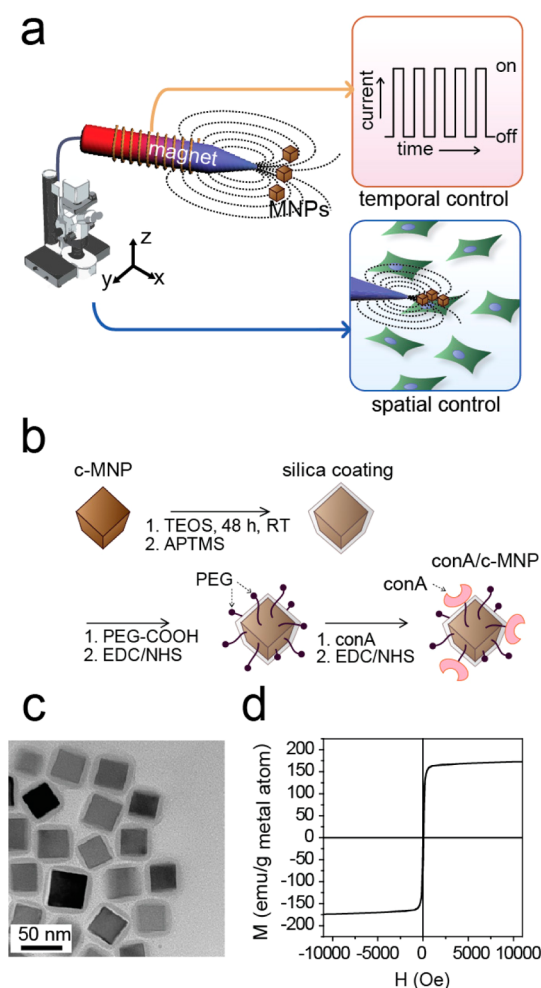 a
magnet
MNPs
z
y
x
current
time
on
off
temporal control
spatial control
b
c-MNP
silica coating
1. TEOS, 48 h, RT
2. APTMS
conA/c-MNP
PEG
conA
1. PEG-COOH
2. EDC/NHS
1. conA
2. EDC/NHS
c
50 nm
d
M (emu/g metal atom)
200
150
100
50
0
-50
-100
-150
-200
-10000 -5000 0 5000 10000
H (Oe)